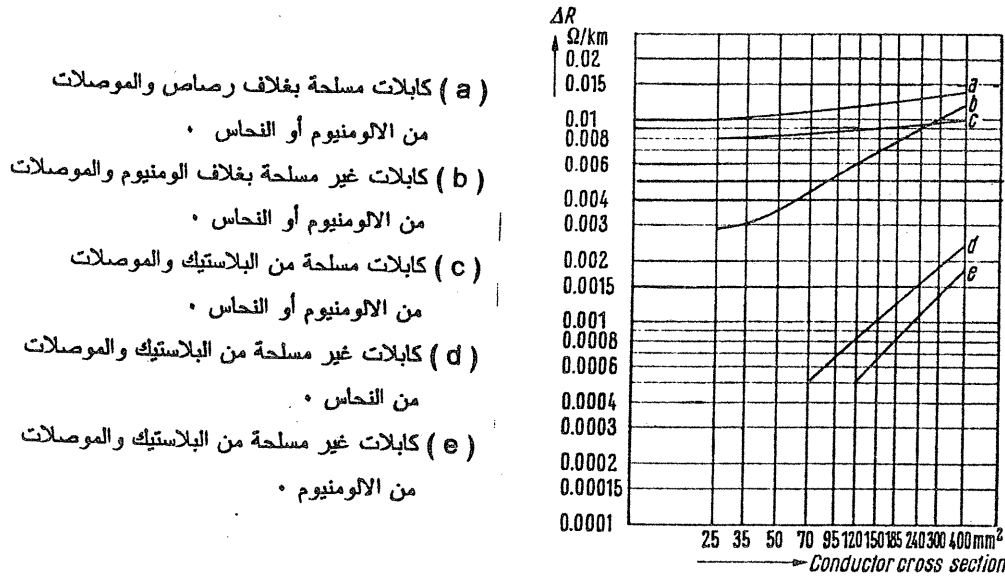 ( a ) كابلات مسلحة بغلاف رصاص والموصلات
من الالومنيوم أو النحاس .
( b ) كابلات غير مسلحة بغلاف الومنيوم والموصلات
من الالومنيوم أو النحاس .
( c ) كابلات مسلحة من البلاستيك والموصلات
من الالومنيوم أو النحاس .
( d ) كابلات غير مسلحة من البلاستيك والموصلات
من النحاس .
( e ) كابلات غير مسلحة من البلاستيك والموصلات
من الالومنيوم .
ΔR
Ω/km
0.02
0.015
0.01
0.008
0.006
0.004
0.003
0.002
0.0015
0.001
0.0008
0.0006
0.0004
0.0003
0.0002
0.00015
0.0001
a
b
c
d
e
25 35 50 70 95 120 150 185 240 300 400 mm²
Conductor cross section